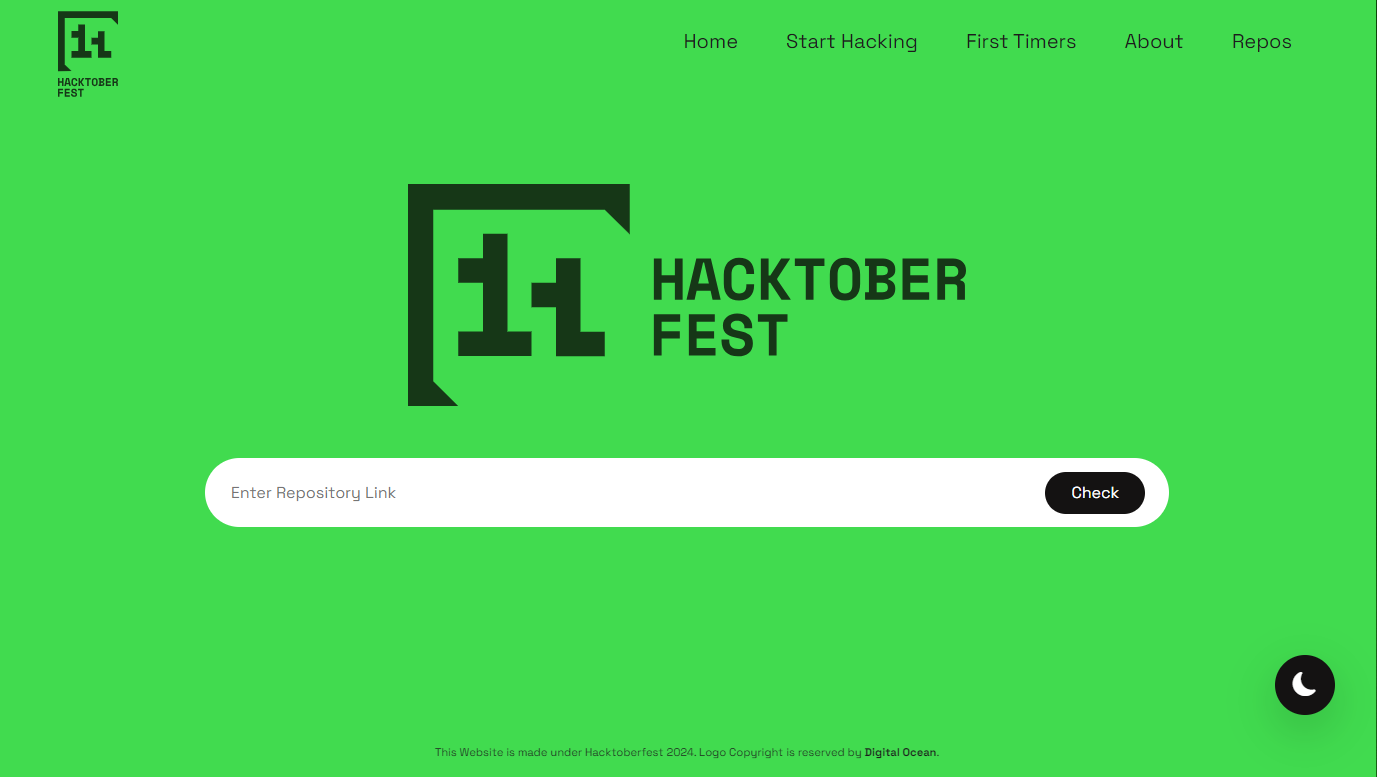 HACKTOBER
FEST
Home Start Hacking First Timers About Repos
11
HACKTOBER
FEST
Enter Repository Link
Check
This Website is made under Hacktoberfest 2024. Logo Copyright is reserved by Digital Ocean.